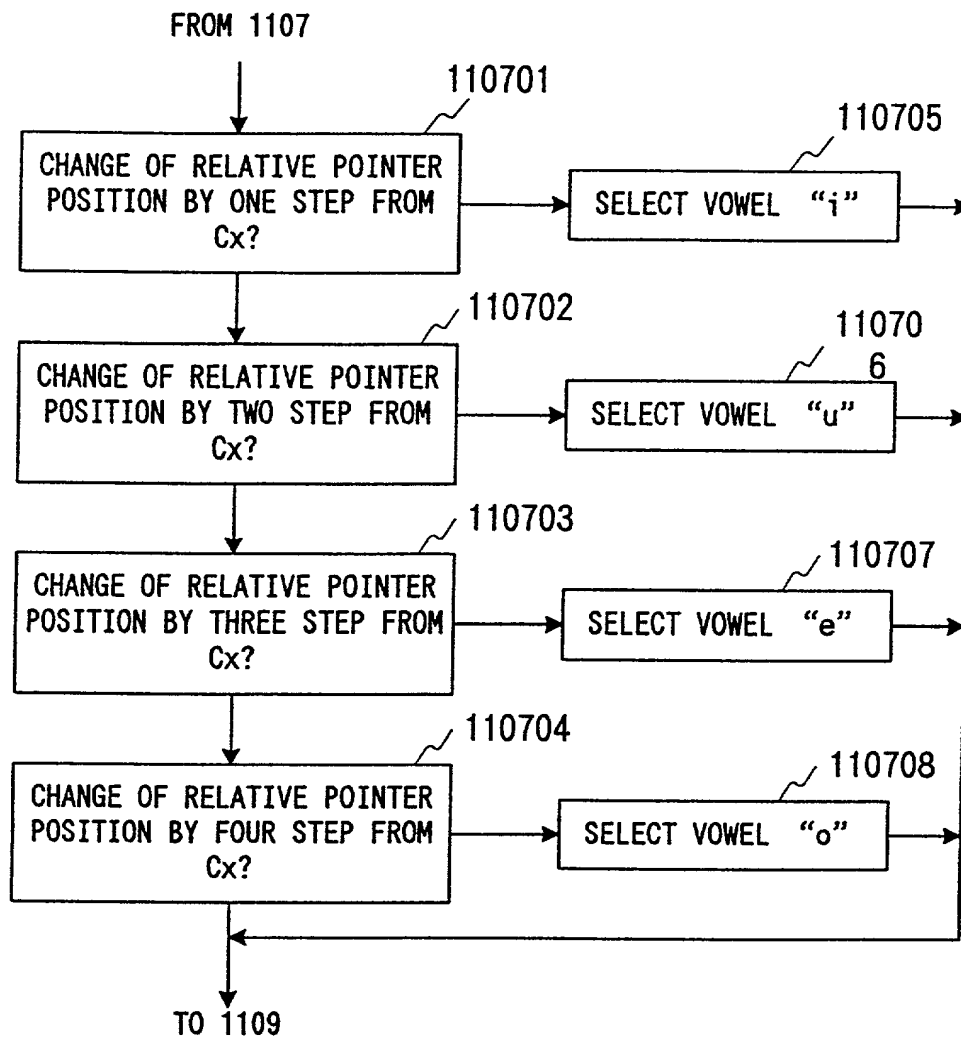 FROM 1107
110701
CHANGE OF RELATIVE POINTER
POSITION BY ONE STEP FROM
Cx?
110705
SELECT VOWEL "i"
110702
CHANGE OF RELATIVE POINTER
POSITION BY TWO STEP FROM
Cx?
11070
6
SELECT VOWEL "u"
110703
CHANGE OF RELATIVE POINTER
POSITION BY THREE STEP FROM
Cx?
110707
SELECT VOWEL "e"
110704
CHANGE OF RELATIVE POINTER
POSITION BY FOUR STEP FROM
Cx?
110708
SELECT VOWEL "o"
TO 1109